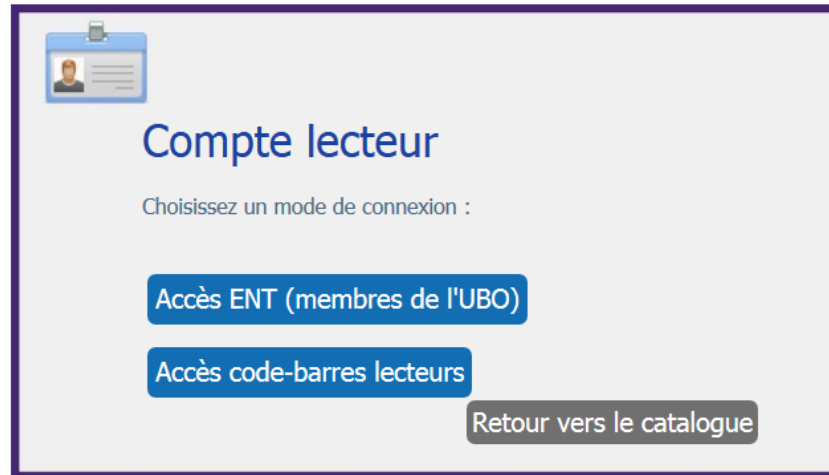 Compte lecteur
Choisissez un mode de connexion :
Accès ENT (membres de l'UBO)
Accès code-barres lecteurs
Retour vers le catalogue